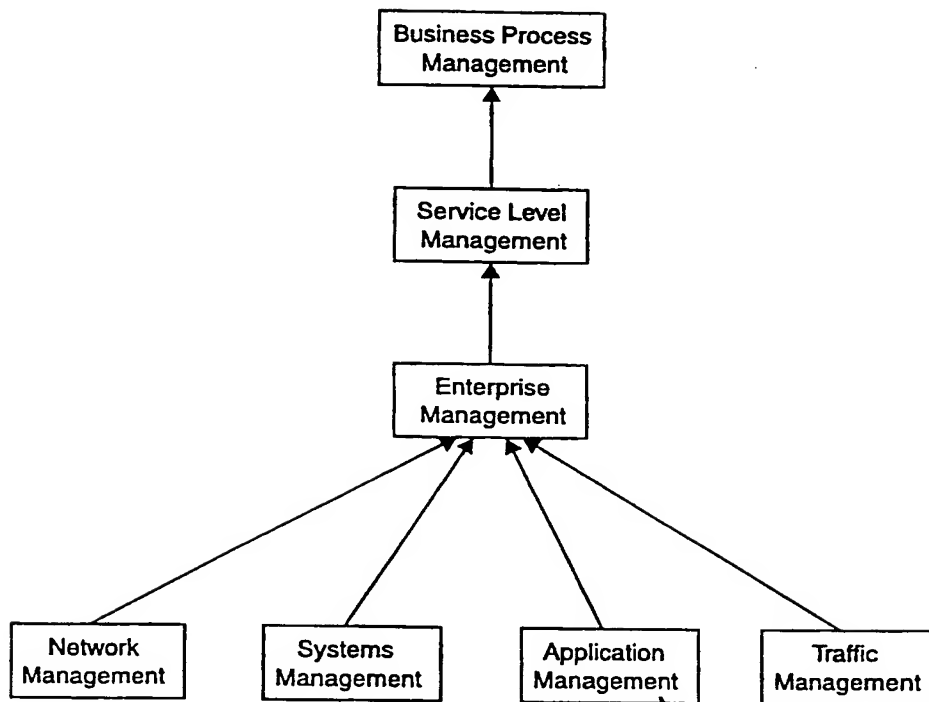 Business Process
Management
Service Level
Management
Enterprise
Management
Network
Management
Systems
Management
Application
Management
Traffic
Management